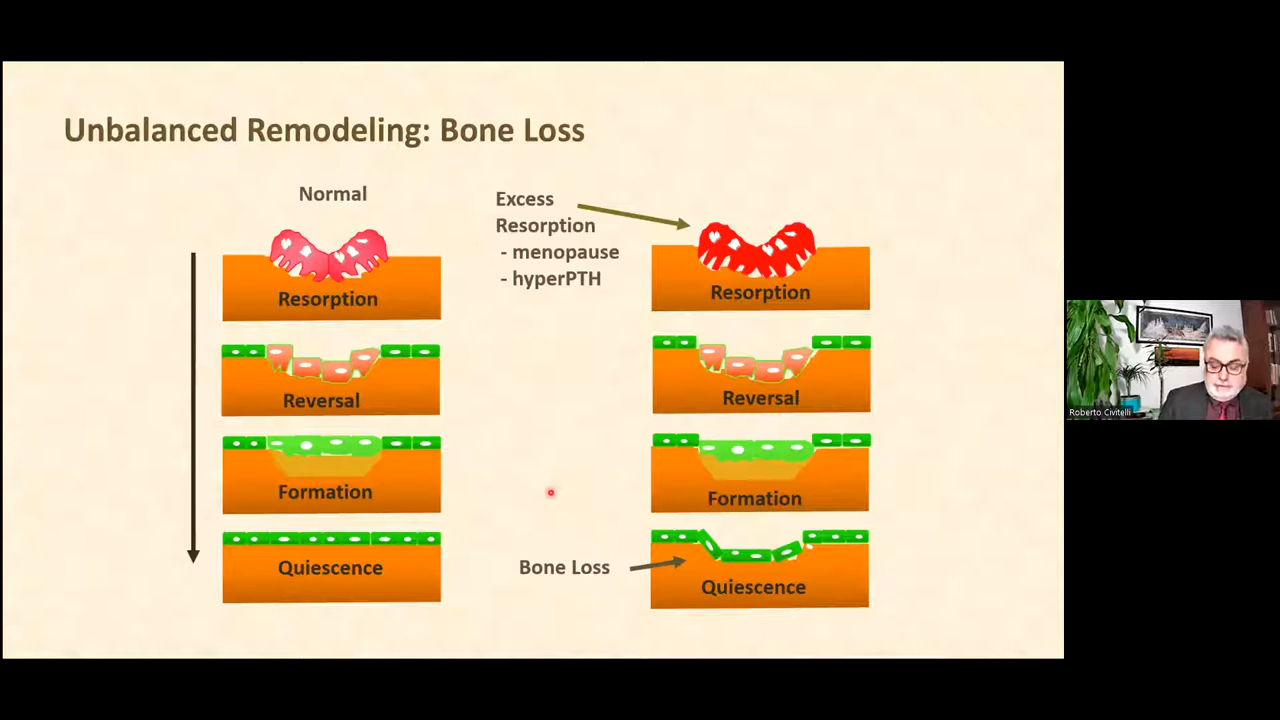 Unbalanced Remodeling: Bone Loss
Normal
Resorption
Reversal
Formation
Quiescence
Excess
Resorption
- menopause
- hyperPTH
Resorption
Reversal
Formation
Bone Loss
Quiescence
Roberto Civitelli